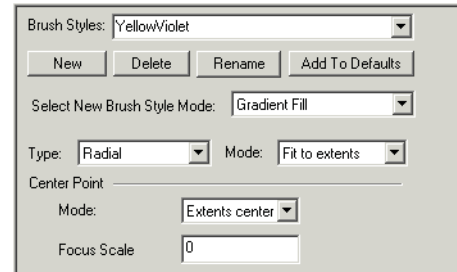 Brush Styles: YellowViolet
New Delete Rename Add To Defaults
Select New Brush Style Mode: Gradient Fill
Type: Radial Mode: Fit to extents
Center Point
Mode: Extents center
Focus Scale 0